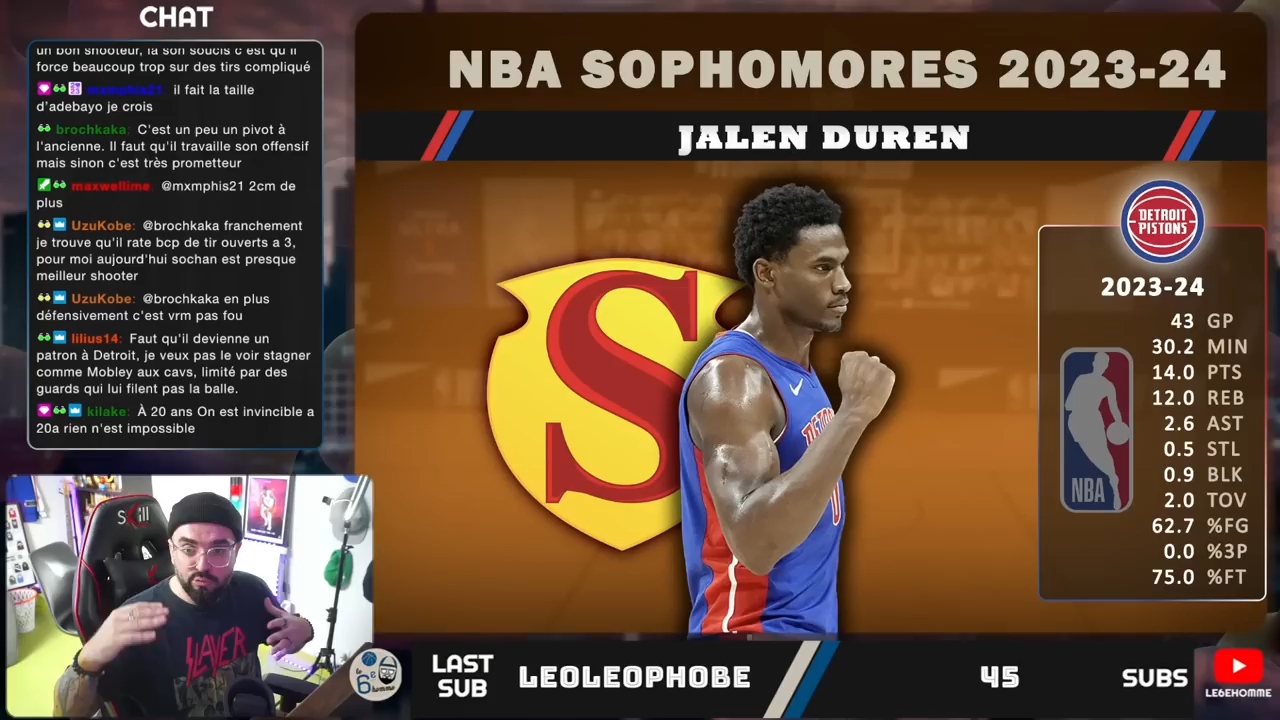 CHAT
un bon shooteur, là son soucis c'est qu'il
force beaucoup trop sur des tirs compliqué
mxmphis21 il fait la taille
d'adebayo je crois
brochkaka: C'est un peu un pivot à
l'ancienne. Il faut qu'il travaille son offensif
mais sinon c'est très prometteur
maxwellime: @mxmphis21 2cm de
plus
UzuKobe: @brochkaka franchement
je trouve qu'il rate bcp de tir ouverts a 3,
pour moi aujourd'hui sochan est presque
meilleur shooter
UzuKobe: @brochkaka en plus
défensivement c'est vrm pas fou
lilius14: Faut qu'il devienne un
patron à Detroit, je veux pas le voir stagner
comme Mobley aux cavs, limité par des
guards qui lui filent pas la balle.
kilake: À 20 ans On est invincible a
20a rien n'est impossible
NBA SOPHOMORES 2023-24
JALEN DUREN
S
DETROIT
PISTONS
2023-24
43 GP
30.2 MIN
14.0 PTS
12.0 REB
2.6 AST
0.5 STL
0.9 BLK
2.0 TOV
62.7 %FG
0.0 %3P
75.0 %FT
NBA
SKill
SLAYER
le
6e
homme
LAST
SUB
LEOLEOPHOBE
45
SUBS
LE6EHOMME